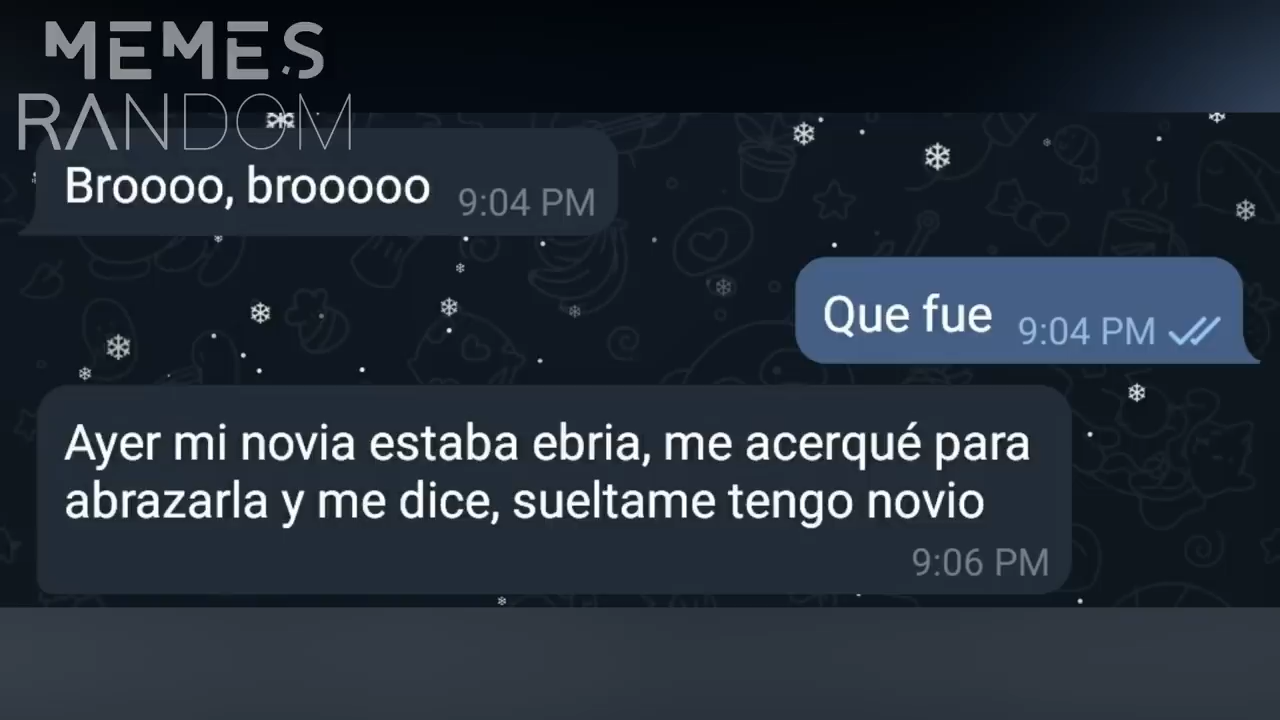 MEMES
RANDOM
Broooo, brooooo 9:04 PM
Que fue 9:04 PM
Ayer mi novia estaba ebria, me acerqué para
abrazarla y me dice, sueltame tengo novio
9:06 PM